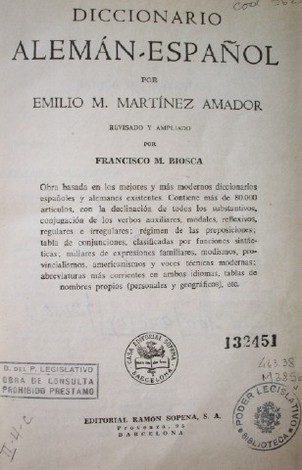 DICCIONARIO
ALEMÁN-ESPAÑOL
POR
EMILIO M. MARTÍNEZ AMADOR
REVISADO Y AMPLIADO
POR
FRANCISCO M. BIOSCA
Obra basada en los mejores y más modernos diccionarios
españoles y alemanes existentes. Contiene más de 80.000
artículos, con la declinación de todos los substantivos,
conjugación de los verbos auxiliares, modales, reflexivos,
regulares e irregulares; régimen de las preposiciones;
tabla de conjunciones, clasificadas por funciones sintác-
ticas; millares de expresiones familiares, modismos, pro-
vincialismos, americanismos y voces técnicas modernas;
abreviaturas más corrientes en ambos idiomas, tablas de
nombres propios (personales y geográficos), etc.
CASA EDITORIAL SOPENA
BARCELONA
132451
B. DEL P. LEGISLATIVO
OBRA DE CONSULTA
PROHIBIDO PRESTAMO
463.38
PODER LEGISLATIVO
BIBLIOTECA
EDITORIAL RAMÓN SOPENA, S. A.
Provenza, 95
BARCELONA